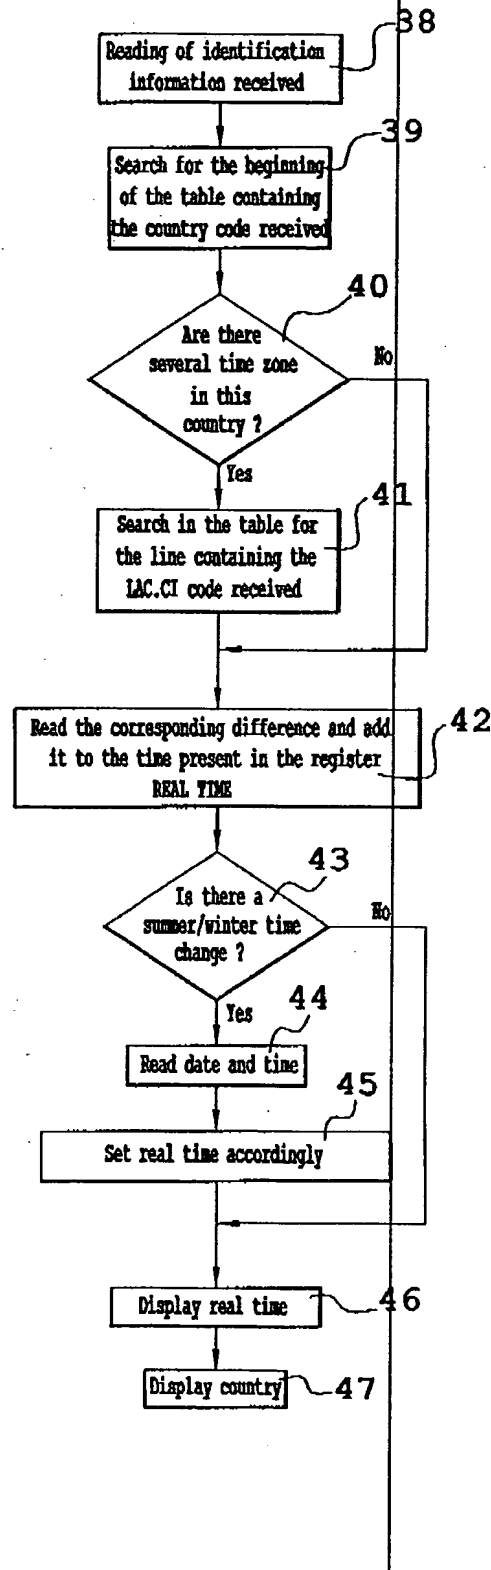 38
Reading of identification
information received
39
Search for the beginning
of the table containing
the country code received
40
Are there
several time zone
in this
country ?
No
Yes
41
Search in the table for
the line containing the
LAC.CI code received
42
Read the corresponding difference and add
it to the time present in the register
REAL TIME
43
Is there a
summer/winter time
change ?
No
Yes
44
Read date and time
45
Set real time accordingly
Display real time
46
Display country
47